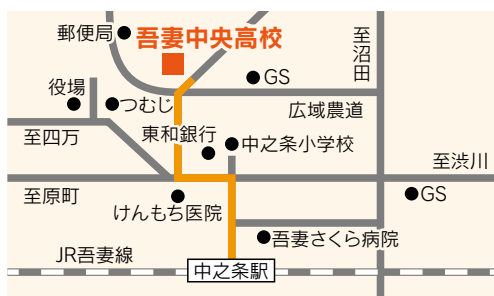 郵便局
吾妻中央高校
至沼田
GS
役場
つむじ
広域農道
東和銀行
至四万
中之条小学校
至渋川
至原町
GS
けんもち医院
吾妻さくら病院
JR吾妻線
中之条駅